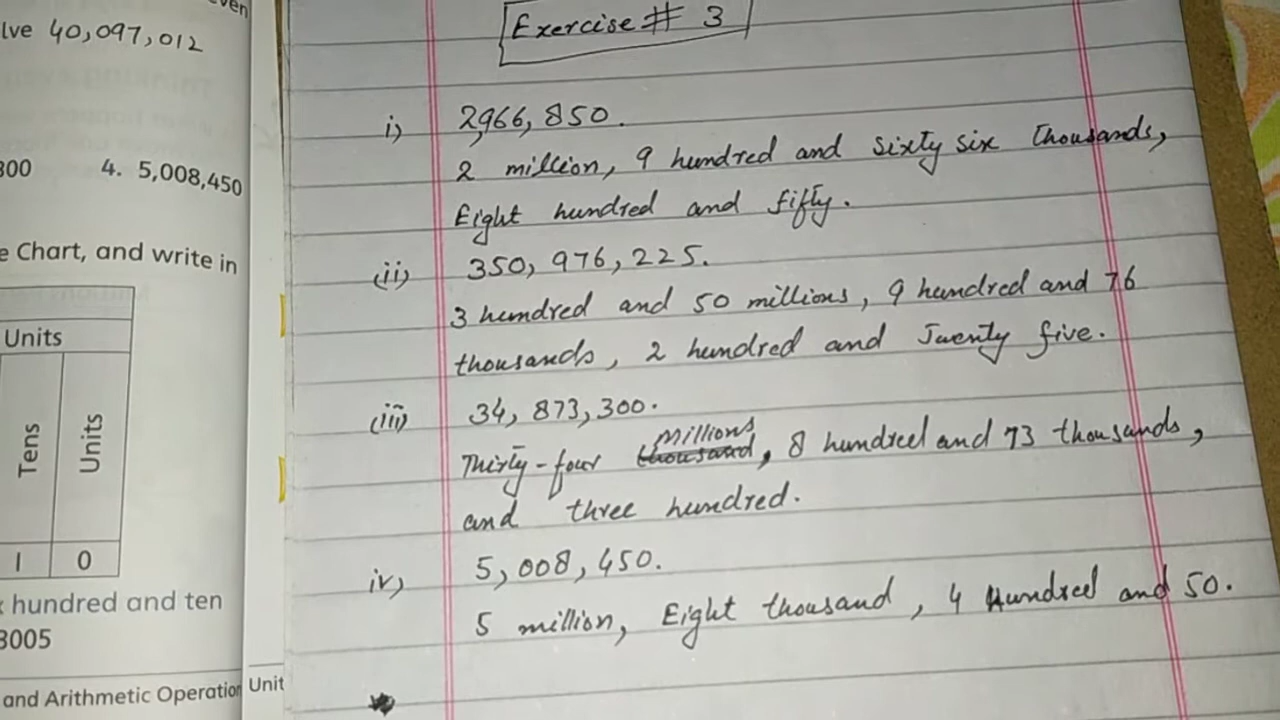 ven
lve 40,097,012
300 4. 5,008,450
e Chart, and write in
Units
Tens Units
1 0
hundred and ten
3005
and Arithmetic Operation
Unit
Exercise # 3
i) 2966,850.
2 million, 9 hundred and sixty six thousands,
Eight hundred and fifty.
(ii) 350, 976, 225.
3 hundred and 50 millions, 9 hundred and 76
thousands, 2 hundred and Twenty five.
(iii) 34, 873, 300.
Millions
Thirty-four thousand, 8 hundred and 73 thousands,
and three hundred.
iv) 5, 008, 450.
5 million, Eight thousand, 4 Hundred and 50.